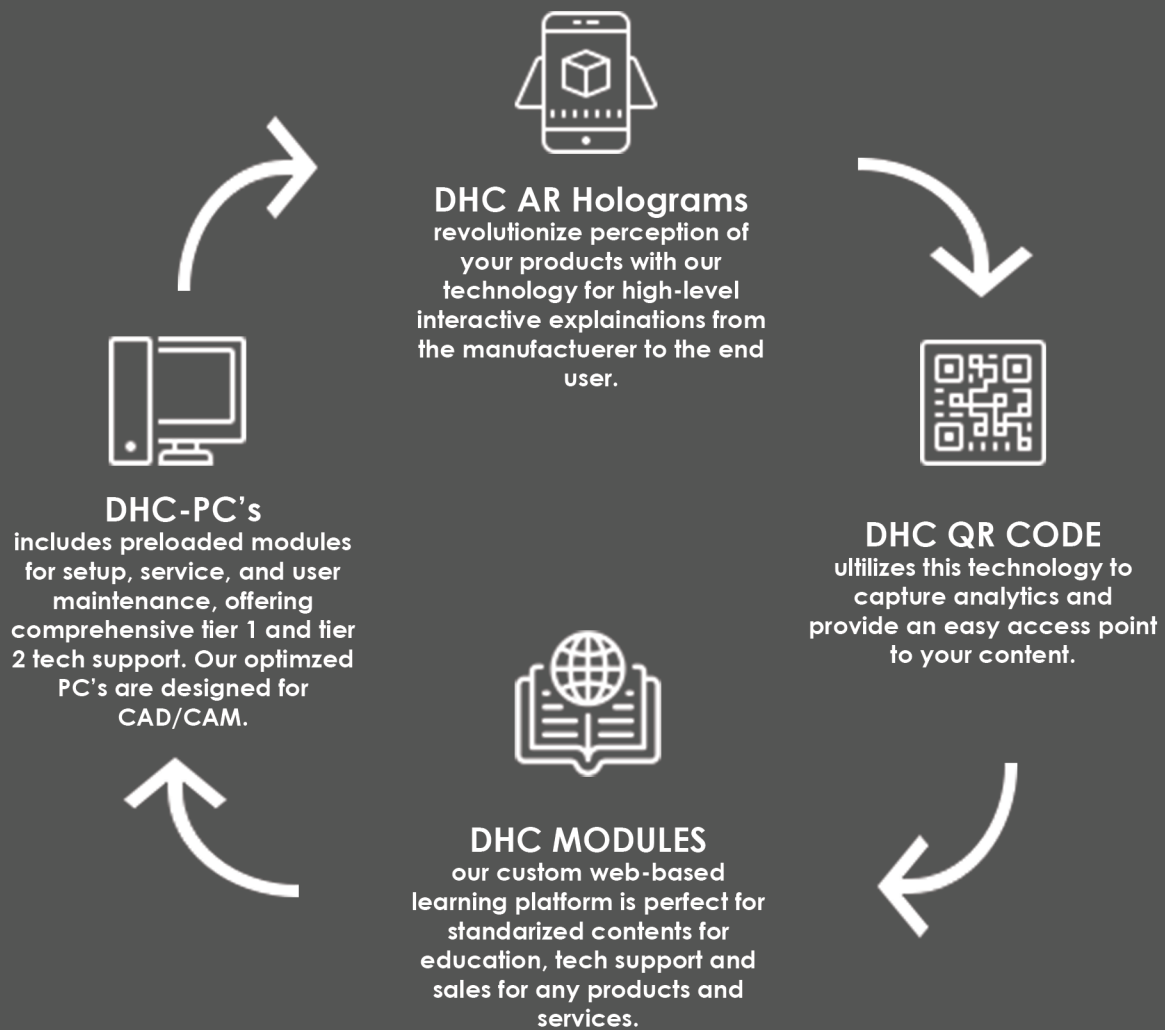 DHC AR Holograms
revolutionize perception of
your products with our
technology for high-level
interactive explainations from
the manufactuerer to the end
user.
DHC-PC’s
includes preloaded modules
for setup, service, and user
maintenance, offering
comprehensive tier 1 and tier
2 tech support. Our optimzed
PC’s are designed for
CAD/CAM.
DHC QR CODE
ultilizes this technology to
capture analytics and
provide an easy access point
to your content.
DHC MODULES
our custom web-based
learning platform is perfect for
standarized contents for
education, tech support and
sales for any products and
services.